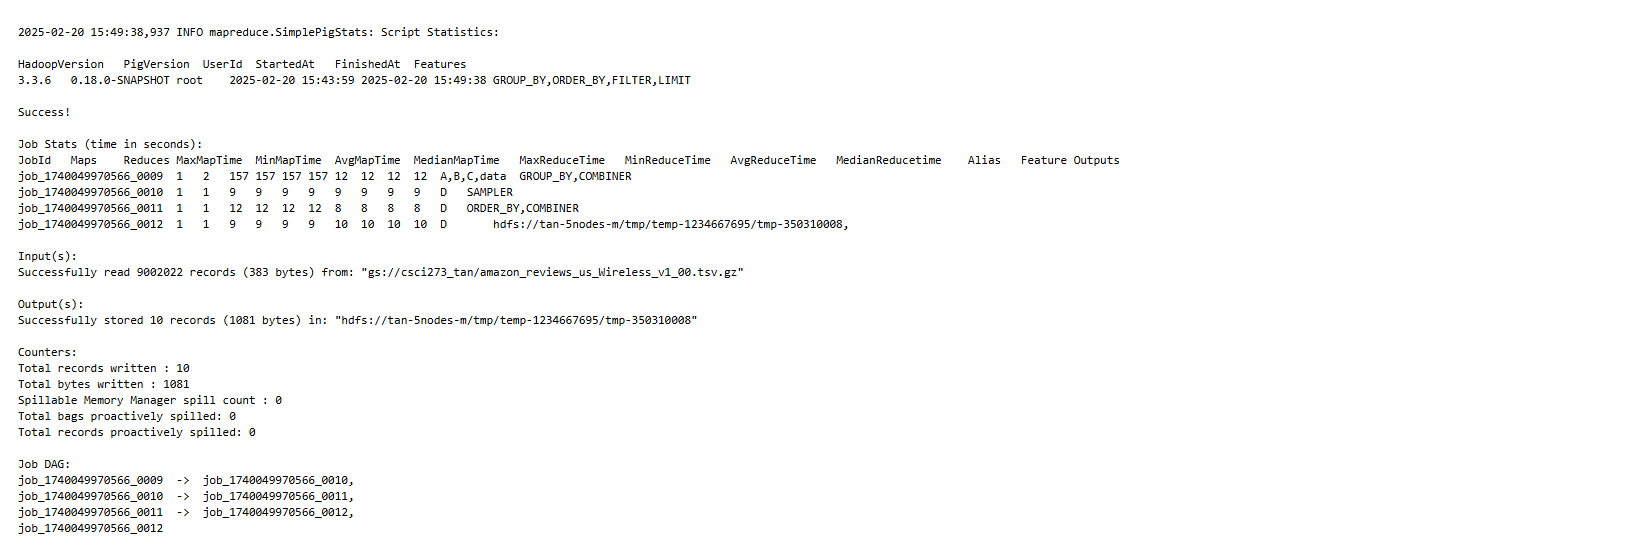 2025-02-20 15:49:38,937 INFO mapreduce.SimplePigStats: Script Statistics:
HadoopVersion PigVersion UserId StartedAt FinishedAt Features
3.3.6 0.18.0-SNAPSHOT root 2025-02-20 15:43:59 2025-02-20 15:49:38 GROUP_BY,ORDER_BY,FILTER,LIMIT
Success!
Job Stats (time in seconds):
JobId Maps Reduces MaxMapTime MinMapTime AvgMapTime MedianMapTime MaxReduceTime MinReduceTime AvgReduceTime MedianReducetime Alias Feature Outputs
job_1740049970566_0009 1 2 157 157 157 157 12 12 12 12 A,B,C,data GROUP_BY,COMBINER
job_1740049970566_0010 1 1 9 9 9 9 9 9 9 9 D SAMPLER
job_1740049970566_0011 1 1 12 12 12 12 8 8 8 8 D ORDER_BY,COMBINER
job_1740049970566_0012 1 1 9 9 9 9 10 10 10 10 D hdfs://tan-5nodes-m/tmp/temp-1234667695/tmp-350310008,
Input(s):
Successfully read 9002022 records (383 bytes) from: "gs://csci273_tan/amazon_reviews_us_Wireless_v1_00.tsv.gz"
Output(s):
Successfully stored 10 records (1081 bytes) in: "hdfs://tan-5nodes-m/tmp/temp-1234667695/tmp-350310008"
Counters:
Total records written : 10
Total bytes written : 1081
Spillable Memory Manager spill count : 0
Total bags proactively spilled: 0
Total records proactively spilled: 0
Job DAG:
job_1740049970566_0009 -> job_1740049970566_0010,
job_1740049970566_0010 -> job_1740049970566_0011,
job_1740049970566_0011 -> job_1740049970566_0012,
job_1740049970566_0012